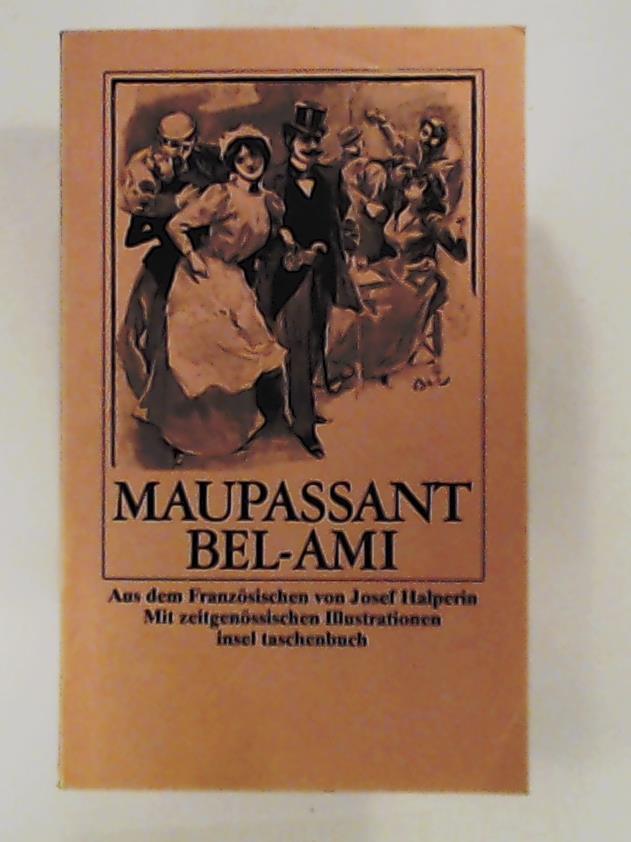 MAUPASSANT
BEL-AMI
Aus dem Französischen von Josef Halperin
Mit zeitgenössischen Illustrationen
insel taschenbuch